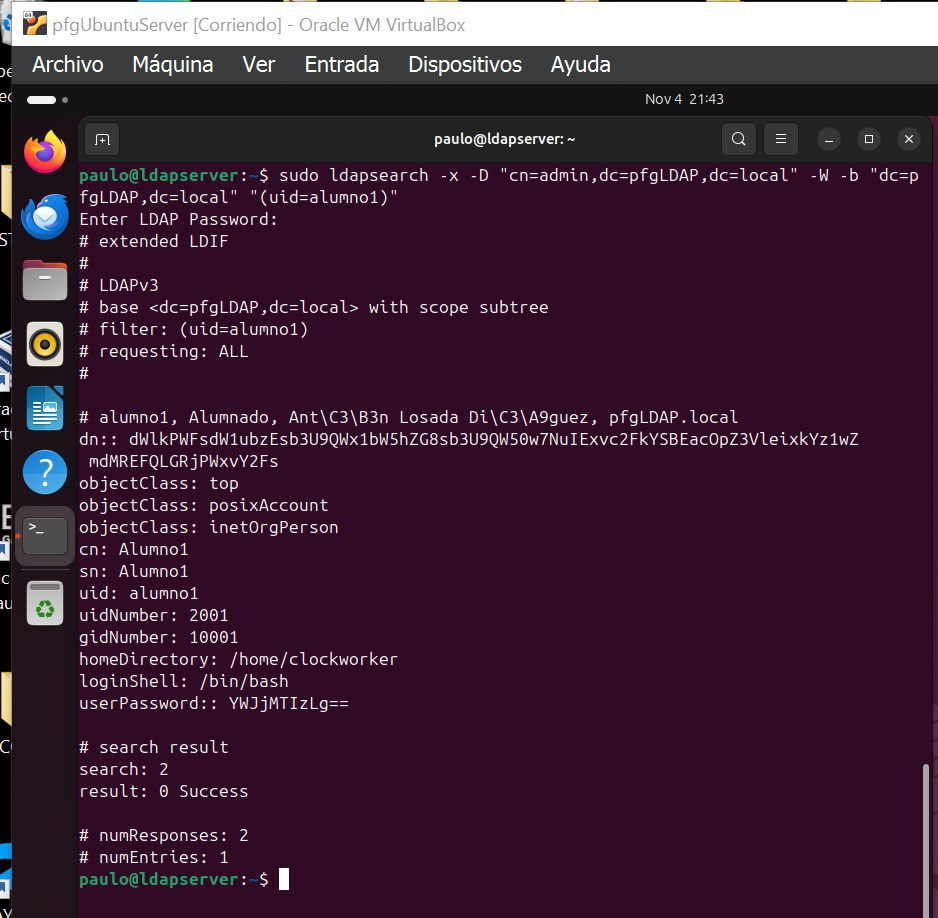 pfgUbuntuServer [Corriendo] - Oracle VM VirtualBox
Archivo Máquina Ver Entrada Dispositivos Ayuda
Nov 4 21:43
paulo@ldapserver: ~
paulo@ldapserver:~$ sudo ldapsearch -x -D "cn=admin,dc=pfgLDAP,dc=local" -W -b "dc=p
fgLDAP,dc=local" "(uid=alumno1)"
Enter LDAP Password:
# extended LDIF
#
# LDAPv3
# base <dc=pfgLDAP,dc=local> with scope subtree
# filter: (uid=alumno1)
# requesting: ALL
#
# alumno1, Alumnado, Ant\C3\B3n Losada Di\C3\A9guez, pfgLDAP.local
dn:: dWlkPWFsdW1ubzEsb3U9QWx1bW5hZG8sb3U9QW50w7NuIExvc2FkYSBEacOpZ3VleixkYz1wZ
mdMREFQLGRjPWxvY2Fs
objectClass: top
objectClass: posixAccount
objectClass: inetOrgPerson
cn: Alumno1
sn: Alumno1
uid: alumno1
uidNumber: 2001
gidNumber: 10001
homeDirectory: /home/clockworker
loginShell: /bin/bash
userPassword:: YWJjMTIzLg==
# search result
search: 2
result: 0 Success
# numResponses: 2
# numEntries: 1
paulo@ldapserver:~$